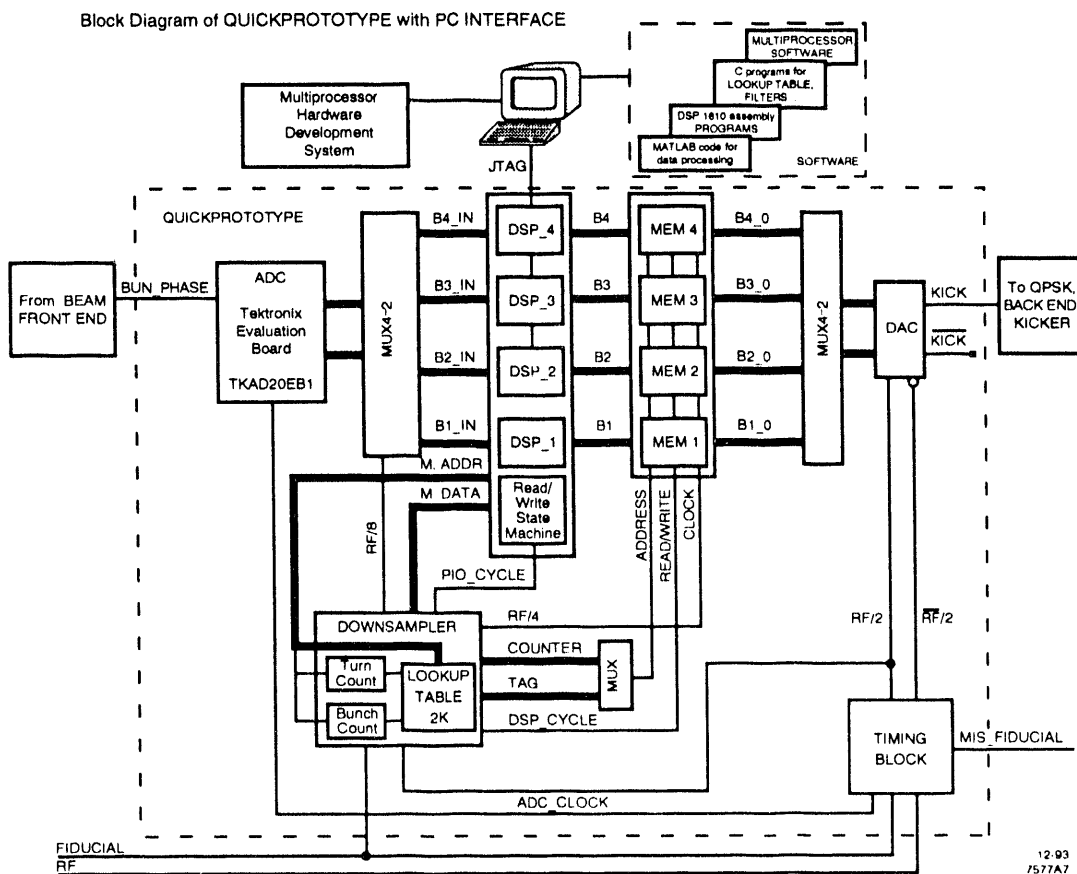 Block Diagram of QUICKPROTOTYPE with PC INTERFACE
MULTIPROCESSOR
SOFTWARE
C programs for
LOOKUP TABLE,
FILTERS
DSP 1610 assembly
PROGRAMS
MATLAB code for
data processing
SOFTWARE
Multiprocessor
Hardware
Development
System
JTAG
QUICKPROTOTYPE
From BEAM
FRONT END
BUN_PHASE
ADC
Tektronix
Evaluation
Board
TKAD20EB1
MUX4-2
B4_IN
B3_IN
B2_IN
B1_IN
M. ADDR
M DATA
DSP_4
DSP_3
DSP_2
DSP_1
Read/
Write
State
Machine
B4
B3
B2
B1
MEM 4
MEM 3
MEM 2
MEM 1
B4_0
B3_0
B2_0
B1_0
MUX4-2
DAC
KICK
KICK
To QPSK,
BACK END
KICKER
RF/8
PIO_CYCLE
ADDRESS
READ/WRITE
CLOCK
RF/4
RF/2
RF/2
DOWNSAMPLER
Turn
Count
Bunch
Count
LOOKUP
TABLE
2K
COUNTER
TAG
MUX
DSP_CYCLE
TIMING
BLOCK
MIS_FIDUCIAL
ADC_CLOCK
FIDUCIAL
RF
12-93
7577A7